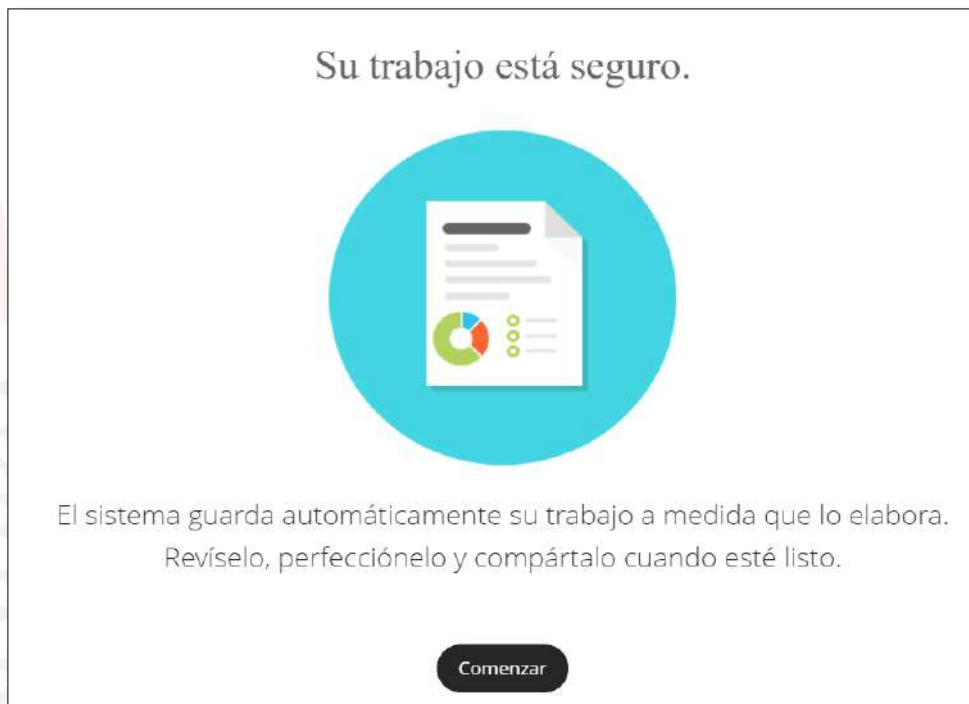 Su trabajo está seguro.
El sistema guarda automáticamente su trabajo a medida que lo elabora.
Revíselo, perfecciónelo y compártalo cuando esté listo.
Comenzar